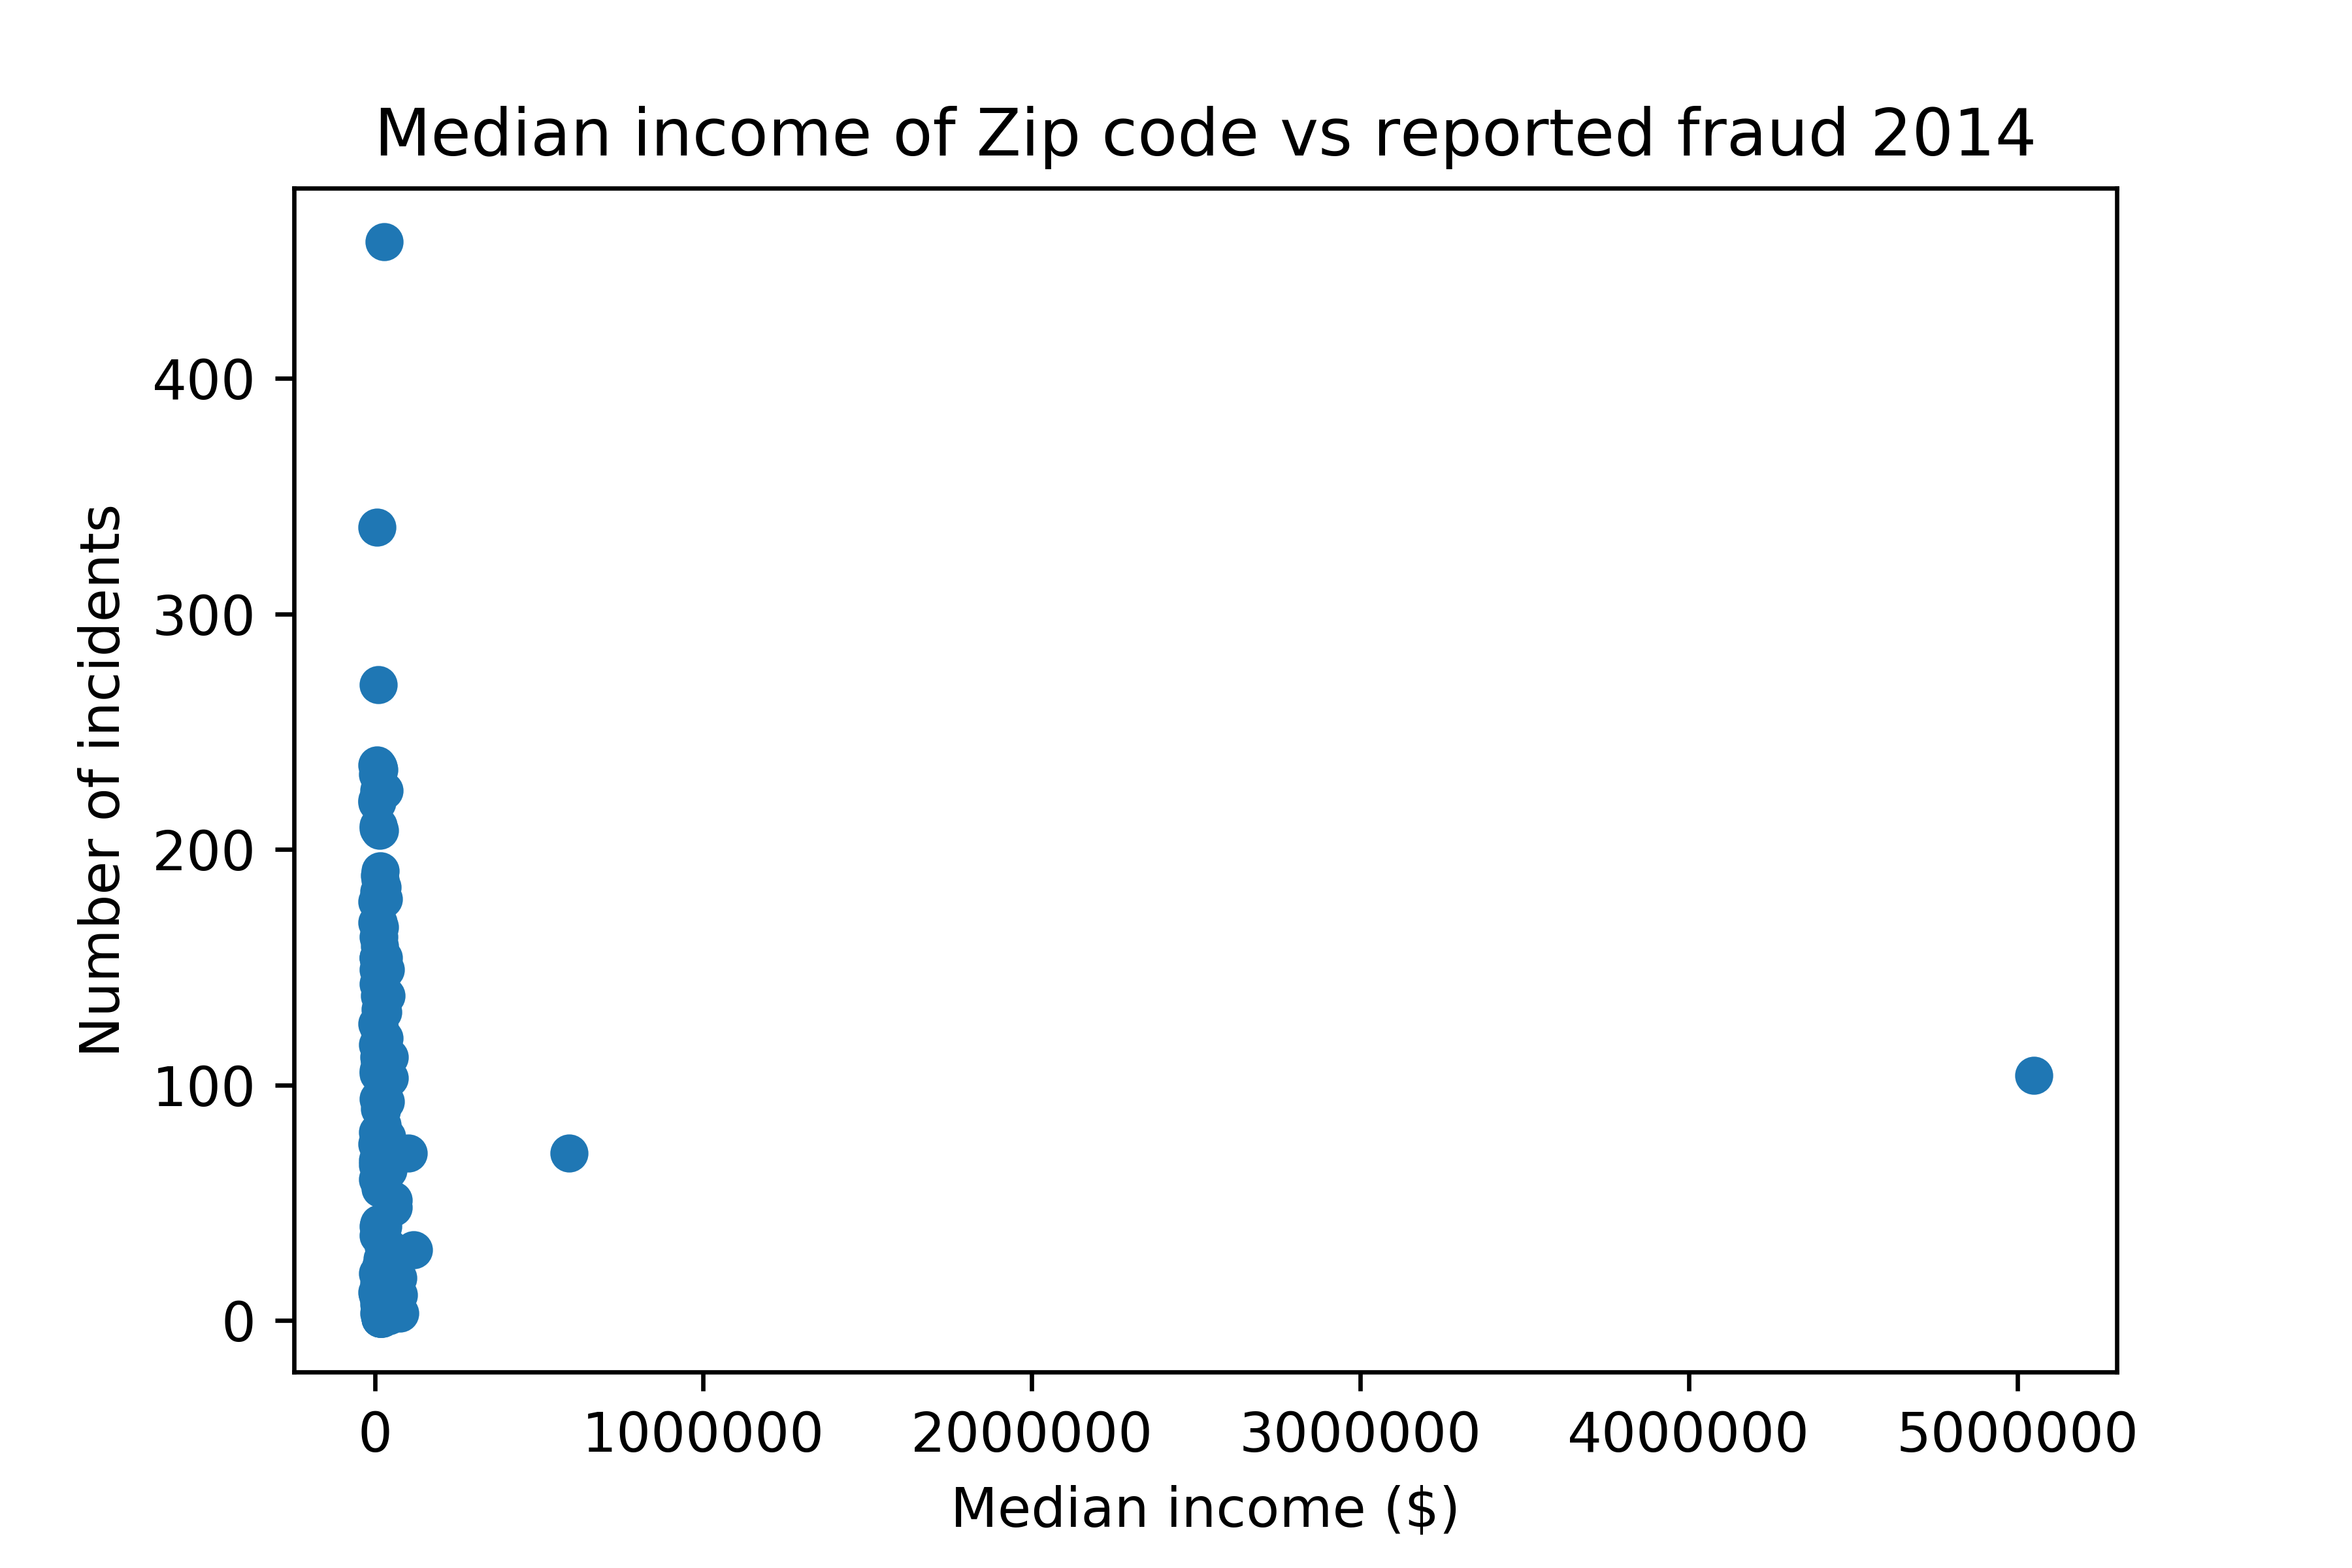 Median income of Zip code vs reported fraud 2014
Number of incidents
400
300
200
100
0
0 1000000 2000000 3000000 4000000 5000000
Median income ($)